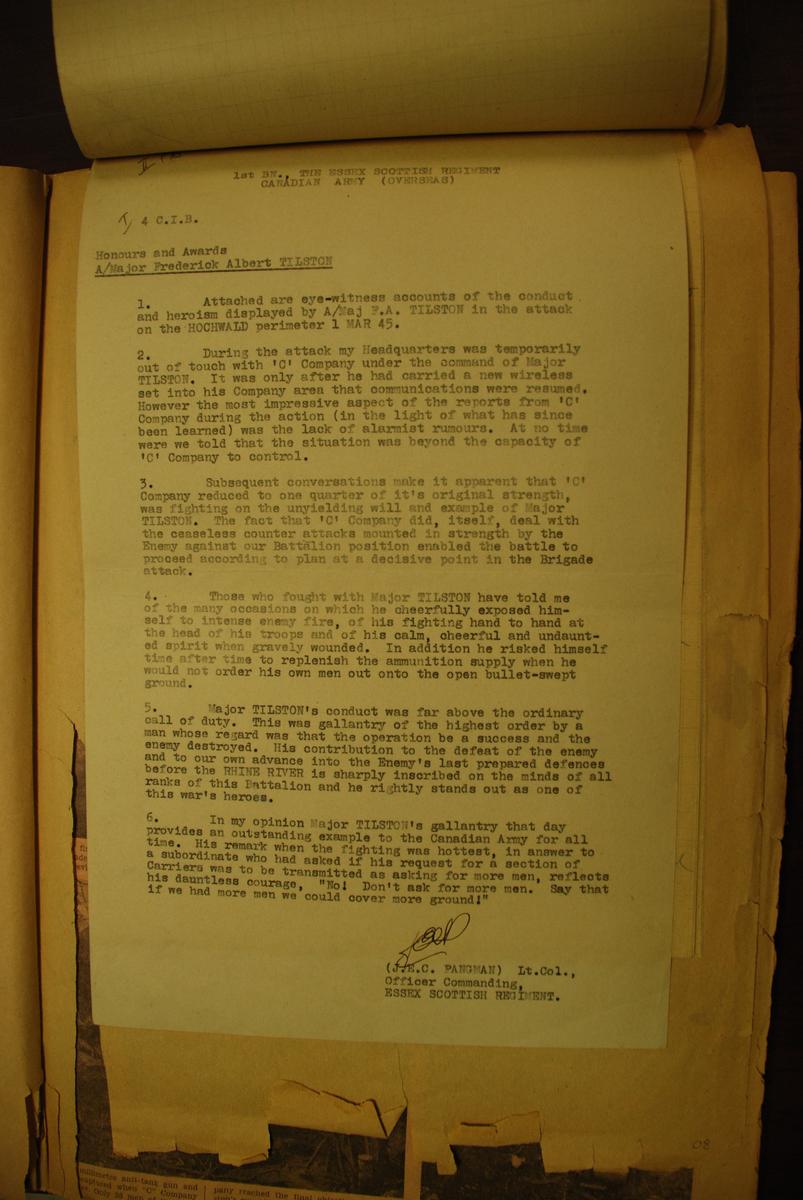 1st BN., THE ESSEX SCOTTISH REGIMENT
CANADIAN ARMY (OVERSEAS)
4 C.I.B.
Honours and Awards
A/Major Frederick Albert TILSTON
1. Attached are eye-witness accounts of the conduct
and heroism displayed by A/Maj F.A. TILSTON in the attack
on the HOCHWALD perimeter 1 MAR 45.
2. During the attack my Headquarters was temporarily
out of touch with 'C' Company under the command of Major
TILSTON. It was only after he had carried a new wireless
set into his Company area that communications were resumed.
However the most impressive aspect of the reports from 'C'
Company during the action (in the light of what has since
been learned) was the lack of alarmist rumours. At no time
were we told that the situation was beyond the capacity of
'C' Company to control.
3. Subsequent conversations make it apparent that 'C'
Company reduced to one quarter of it's original strength,
was fighting on the unyielding will and example of Major
TILSTON. The fact that 'C' Company did, itself, deal with
the ceaseless counter attacks mounted in strength by the
Enemy against our Battalion position enabled the battle to
proceed according to plan at a decisive point in the Brigade
attack.
4. Those who fought with Major TILSTON have told me
of the many occasions on which he cheerfully exposed him-
self to intense enemy fire, of his fighting hand to hand at
the head of his troops and of his calm, cheerful and undaunt-
ed spirit when gravely wounded. In addition he risked himself
time after time to replenish the ammunition supply when he
would not order his own men out onto the open bullet-swept
ground.
5. Major TILSTON's conduct was far above the ordinary
call of duty. This was gallantry of the highest order by a
man whose regard was that the operation be a success and the
enemy destroyed. His contribution to the defeat of the enemy
and to our own advance into the Enemy's last prepared defences
before the RHINE RIVER is sharply inscribed on the minds of all
ranks of this Battalion and he rightly stands out as one of
this war's heroes.
6. In my opinion Major TILSTON's gallantry that day
provides an outstanding example to the Canadian Army for all
time. His remark when the fighting was hottest, in answer to
a subordinate who had asked if his request for a section of
Carriers was to be transmitted as asking for more men, reflects
his dauntless courage, "No! Don't ask for more men. Say that
if we had more men we could cover more ground!"
(J.E.C. PANGMAN) Lt.Col.,
Officer Commanding,
ESSEX SCOTTISH REGIMENT.
08
anti-tank gun and
captured when "C" Company
Only
pany reached the final